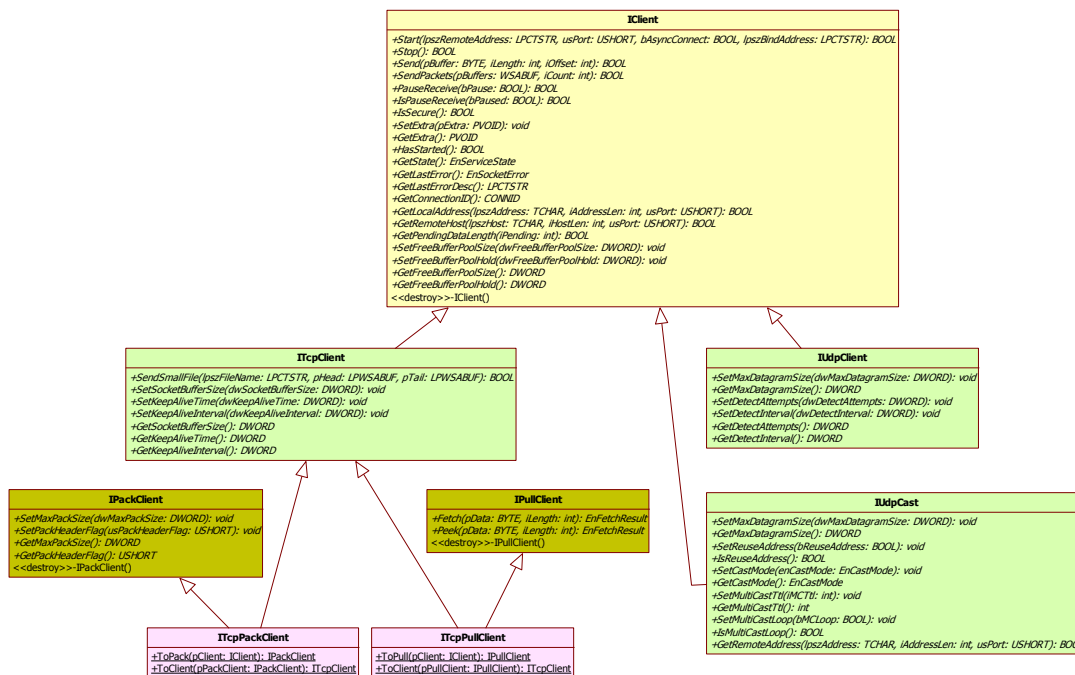 IClient
+Start(lpszRemoteAddress: LPCTSTR, usPort: USHORT, bAsyncConnect: BOOL, lpszBindAddress: LPCTSTR): BOOL
+Stop(): BOOL
+Send(pBuffer: BYTE, iLength: int, iOffset: int): BOOL
+SendPackets(pBuffers: WSABUF, iCount: int): BOOL
+PauseReceive(bPause: BOOL): BOOL
+IsPauseReceive(bPaused: BOOL): BOOL
+IsSecure(): BOOL
+SetExtra(pExtra: PVOID): void
+GetExtra(): PVOID
+HasStarted(): BOOL
+GetState(): EnServiceState
+GetLastError(): EnSocketError
+GetLastErrorDesc(): LPCTSTR
+GetConnectionID(): CONNID
+GetLocalAddress(lpszAddress: TCHAR, iAddressLen: int, usPort: USHORT): BOOL
+GetRemoteHost(lpszHost: TCHAR, iHostLen: int, usPort: USHORT): BOOL
+GetPendingDataLength(iPending: int): BOOL
+SetFreeBufferPoolSize(dwFreeBufferPoolSize: DWORD): void
+SetFreeBufferPoolHold(dwFreeBufferPoolHold: DWORD): void
+GetFreeBufferPoolSize(): DWORD
+GetFreeBufferPoolHold(): DWORD
<<destroy>>-IClient()
ITcpClient
+SendSmallFile(lpszFileName: LPCTSTR, pHead: LPWSABUF, pTail: LPWSABUF): BOOL
+SetSocketBufferSize(dwSocketBufferSize: DWORD): void
+SetKeepAliveTime(dwKeepAliveTime: DWORD): void
+SetKeepAliveInterval(dwKeepAliveInterval: DWORD): void
+GetSocketBufferSize(): DWORD
+GetKeepAliveTime(): DWORD
+GetKeepAliveInterval(): DWORD
IUdpClient
+SetMaxDatagramSize(dwMaxDatagramSize: DWORD): void
+GetMaxDatagramSize(): DWORD
+SetDetectAttempts(dwDetectAttempts: DWORD): void
+SetDetectInterval(dwDetectInterval: DWORD): void
+GetDetectAttempts(): DWORD
+GetDetectInterval(): DWORD
IPackClient
+SetMaxPackSize(dwMaxPackSize: DWORD): void
+SetPackHeaderFlag(usPackHeaderFlag: USHORT): void
+GetMaxPackSize(): DWORD
+GetPackHeaderFlag(): USHORT
<<destroy>>-IPackClient()
IPullClient
+Fetch(pData: BYTE, iLength: int): EnFetchResult
+Peek(pData: BYTE, iLength: int): EnFetchResult
<<destroy>>-IPullClient()
IUdpCast
+SetMaxDatagramSize(dwMaxDatagramSize: DWORD): void
+GetMaxDatagramSize(): DWORD
+SetReuseAddress(bReuseAddress: BOOL): void
+IsReuseAddress(): BOOL
+SetCastMode(enCastMode: EnCastMode): void
+GetCastMode(): EnCastMode
+SetMultiCastTtl(iMCTtl: int): void
+GetMultiCastTtl(): int
+SetMultiCastLoop(bMCLoop: BOOL): void
+IsMultiCastLoop(): BOOL
+GetRemoteAddress(lpszAddress: TCHAR, iAddressLen: int, usPort: USHORT): BOO
ITcpPackClient
+ToPack(pClient: IClient): IPackClient
+ToClient(pPackClient: IPackClient): ITcpClient
ITcpPullClient
+ToPull(pClient: IClient): IPullClient
+ToClient(pPullClient: IPullClient): ITcpClient